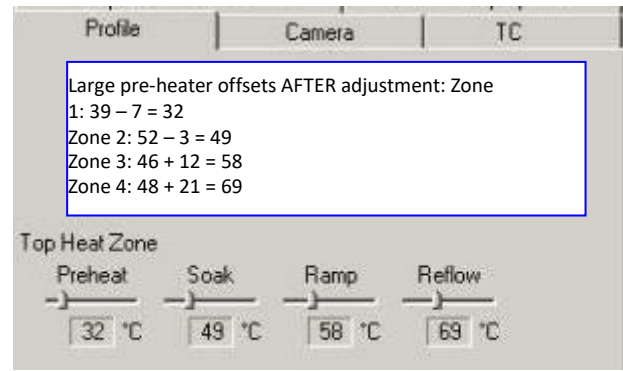 Profile Camera TC
Large pre-heater offsets AFTER adjustment: Zone
1: 39 – 7 = 32
Zone 2: 52 – 3 = 49
Zone 3: 46 + 12 = 58
Zone 4: 48 + 21 = 69
Top Heat Zone
Preheat Soak Ramp Reflow
32 °C 49 °C 58 °C 69 °C